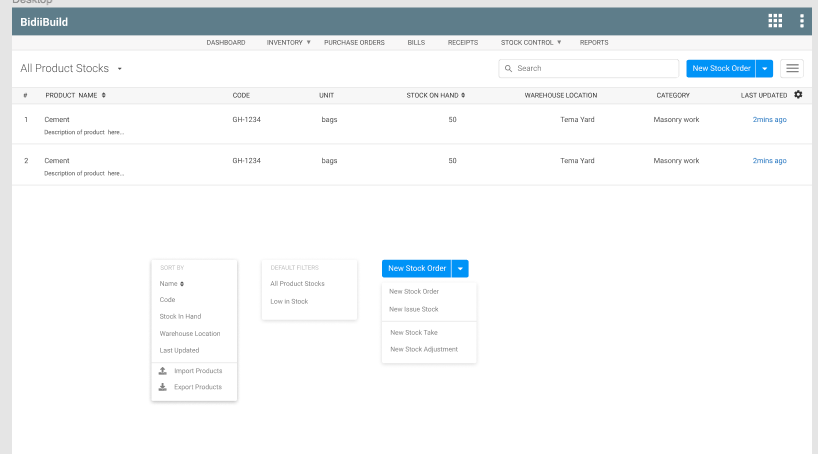 Desktop
BidiiBuild
DASHBOARD INVENTORY ▼ PURCHASE ORDERS BILLS RECEIPTS STOCK CONTROL ▼ REPORTS
All Product Stocks
Search
New Stock Order
# PRODUCT NAME CODE UNIT STOCK ON HAND WAREHOUSE LOCATION CATEGORY LAST UPDATED
1 Cement GH-1234 bags 50 Tema Yard Masonry work 2mins ago
Description of product here...
2 Cement GH-1234 bags 50 Tema Yard Masonry work 2mins ago
Description of product here...
SORT BY
Name
Code
Stock in Hand
Warehouse Location
Last Updated
Import Products
Export Products
DEFAULT FILTERS
All Product Stocks
Low in Stock
New Stock Order
New Stock Order
New Issue Stock
New Stock Take
New Stock Adjustment